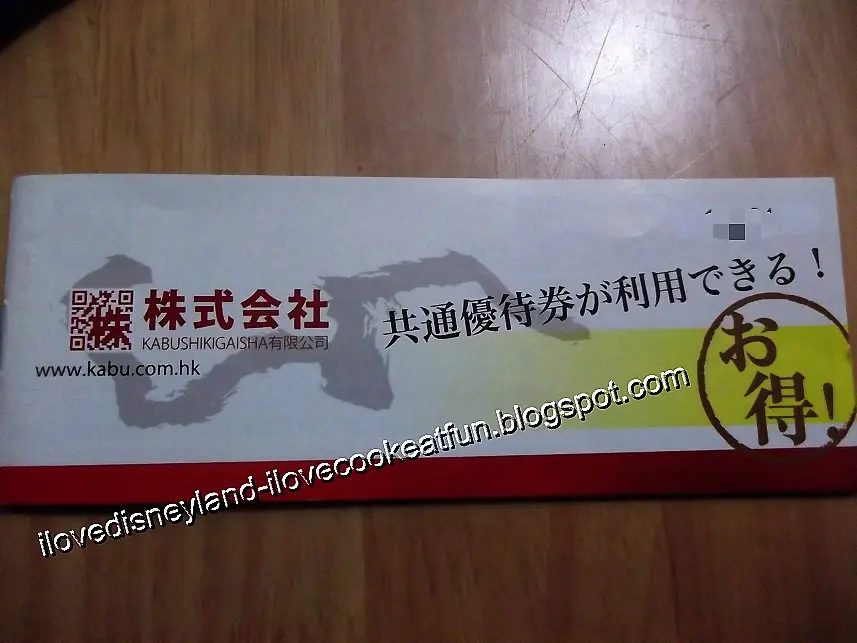 株式会社
KABUSHIKIGAISHA有限公司
www.kabu.com.hk
共通優待券が利用できる!
お得!
ilovedisneyland-ilovecookeatfun.blogspot.com